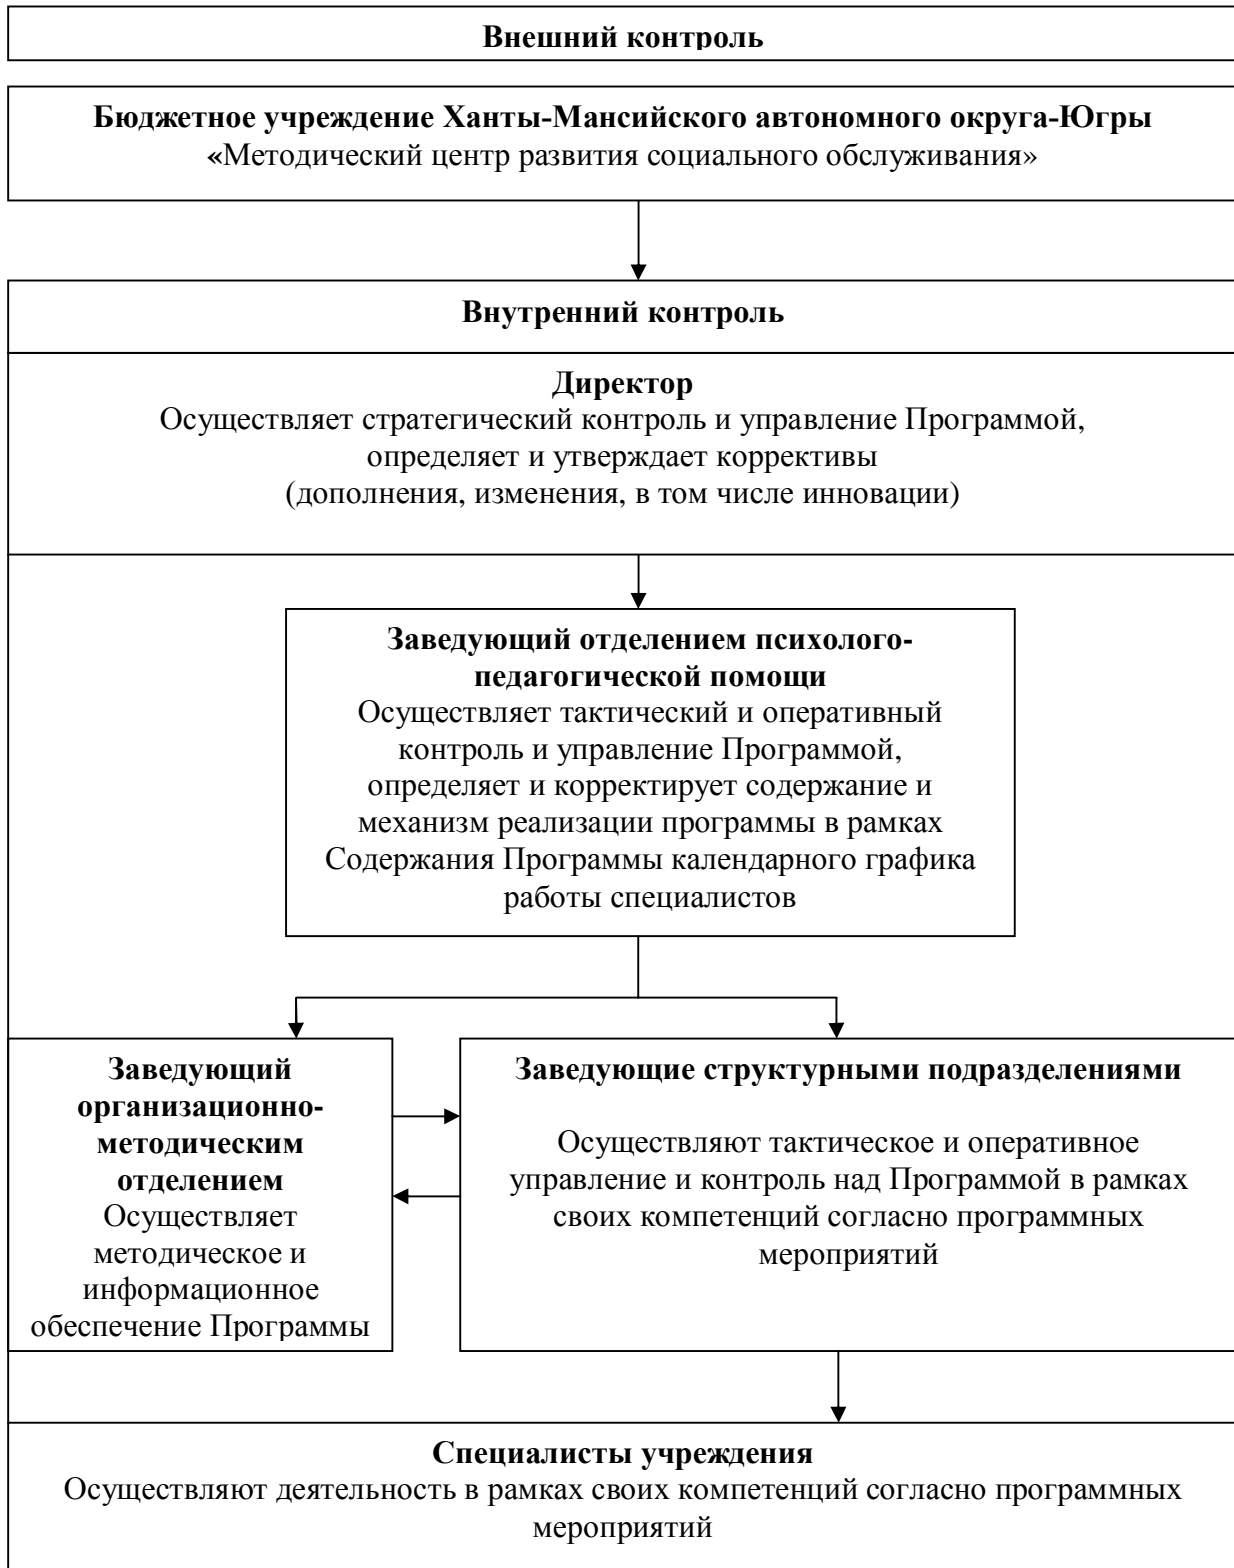 Внешний контроль
Бюджетное учреждение Ханты-Мансийского автономного округа-Югры
«Методический центр развития социального обслуживания»
Внутренний контроль
Директор
Осуществляет стратегический контроль и управление Программой,
определяет и утверждает коррективы
(дополнения, изменения, в том числе инновации)
Заведующий отделением психолого-
педагогической помощи
Осуществляет тактический и оперативный
контроль и управление Программой,
определяет и корректирует содержание и
механизм реализации программы в рамках
Содержания Программы календарного графика
работы специалистов
Заведующий
организационно-
методическим
отделением
Осуществляет
методическое и
информационное
обеспечение Программы
Заведующие структурными подразделениями
Осуществляют тактическое и оперативное
управление и контроль над Программой в рамках
своих компетенций согласно программных
мероприятий
Специалисты учреждения
Осуществляют деятельность в рамках своих компетенций согласно программных
мероприятий